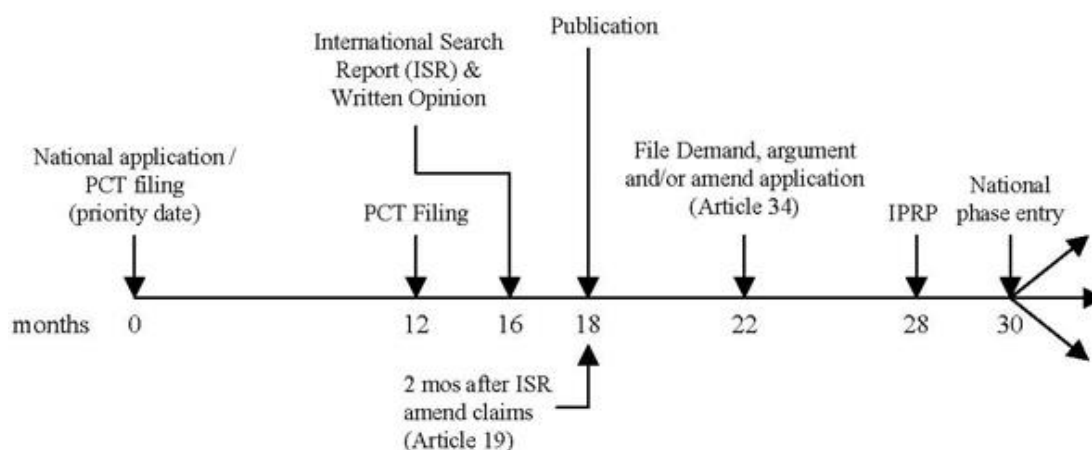 Publication
International Search
Report (ISR) &
Written Opinion
National application /
PCT filing
(priority date)
PCT Filing
File Demand, argument
and/or amend application
(Article 34)
IPRP
National
phase entry
months 0 12 16 18 22 28 30
2 mos after ISR
amend claims
(Article 19)